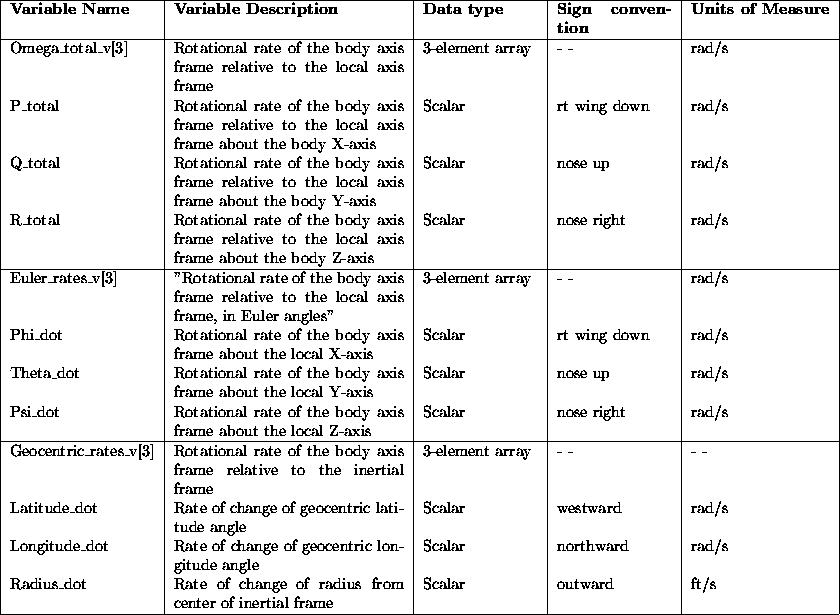 Variable Name Variable Description Data type Sign conven-
tion Units of Measure
Omega_total_v[3] Rotational rate of the body axis 3-element array - - rad/s
frame relative to the local axis
frame
P_total Rotational rate of the body axis Scalar rt wing down rad/s
frame relative to the local axis
frame about the body X-axis
Q_total Rotational rate of the body axis Scalar nose up rad/s
frame relative to the local axis
frame about the body Y-axis
R_total Rotational rate of the body axis Scalar nose right rad/s
frame relative to the local axis
frame about the body Z-axis
Euler_rates_v[3] "Rotational rate of the body axis 3-element array - - rad/s
frame relative to the local axis
frame, in Euler angles"
Phi_dot Rotational rate of the body axis Scalar rt wing down rad/s
frame about the local X-axis
Theta_dot Rotational rate of the body axis Scalar nose up rad/s
frame about the local Y-axis
Psi_dot Rotational rate of the body axis Scalar nose right rad/s
frame about the local Z-axis
Geocentric_rates_v[3] Rotational rate of the body axis 3-element array - - - -
frame relative to the inertial
frame
Latitude_dot Rate of change of geocentric lati- Scalar westward rad/s
tude angle
Longitude_dot Rate of change of geocentric lon- Scalar northward rad/s
gitude angle
Radius_dot Rate of change of radius from Scalar outward ft/s
center of inertial frame